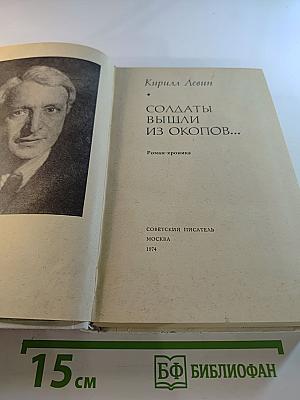 Кирилл Левин
СОЛДАТЫ
ВЫШЛИ
ИЗ ОКОПОВ...
Роман-хроника
СОВЕТСКИЙ ПИСАТЕЛЬ
МОСКВА
1974
15 см
БФ БИБЛИОФАН